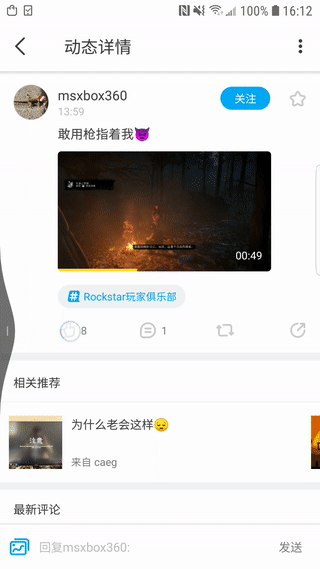 100% 16:12
动态详情
msxbox360
关注
13:59
敢用枪指着我😈
00:49
Rockstar玩家俱乐部
8
1
相关推荐
为什么老会这样😔
注意
来自 caeg
最新评论
回复msxbox360:
发送